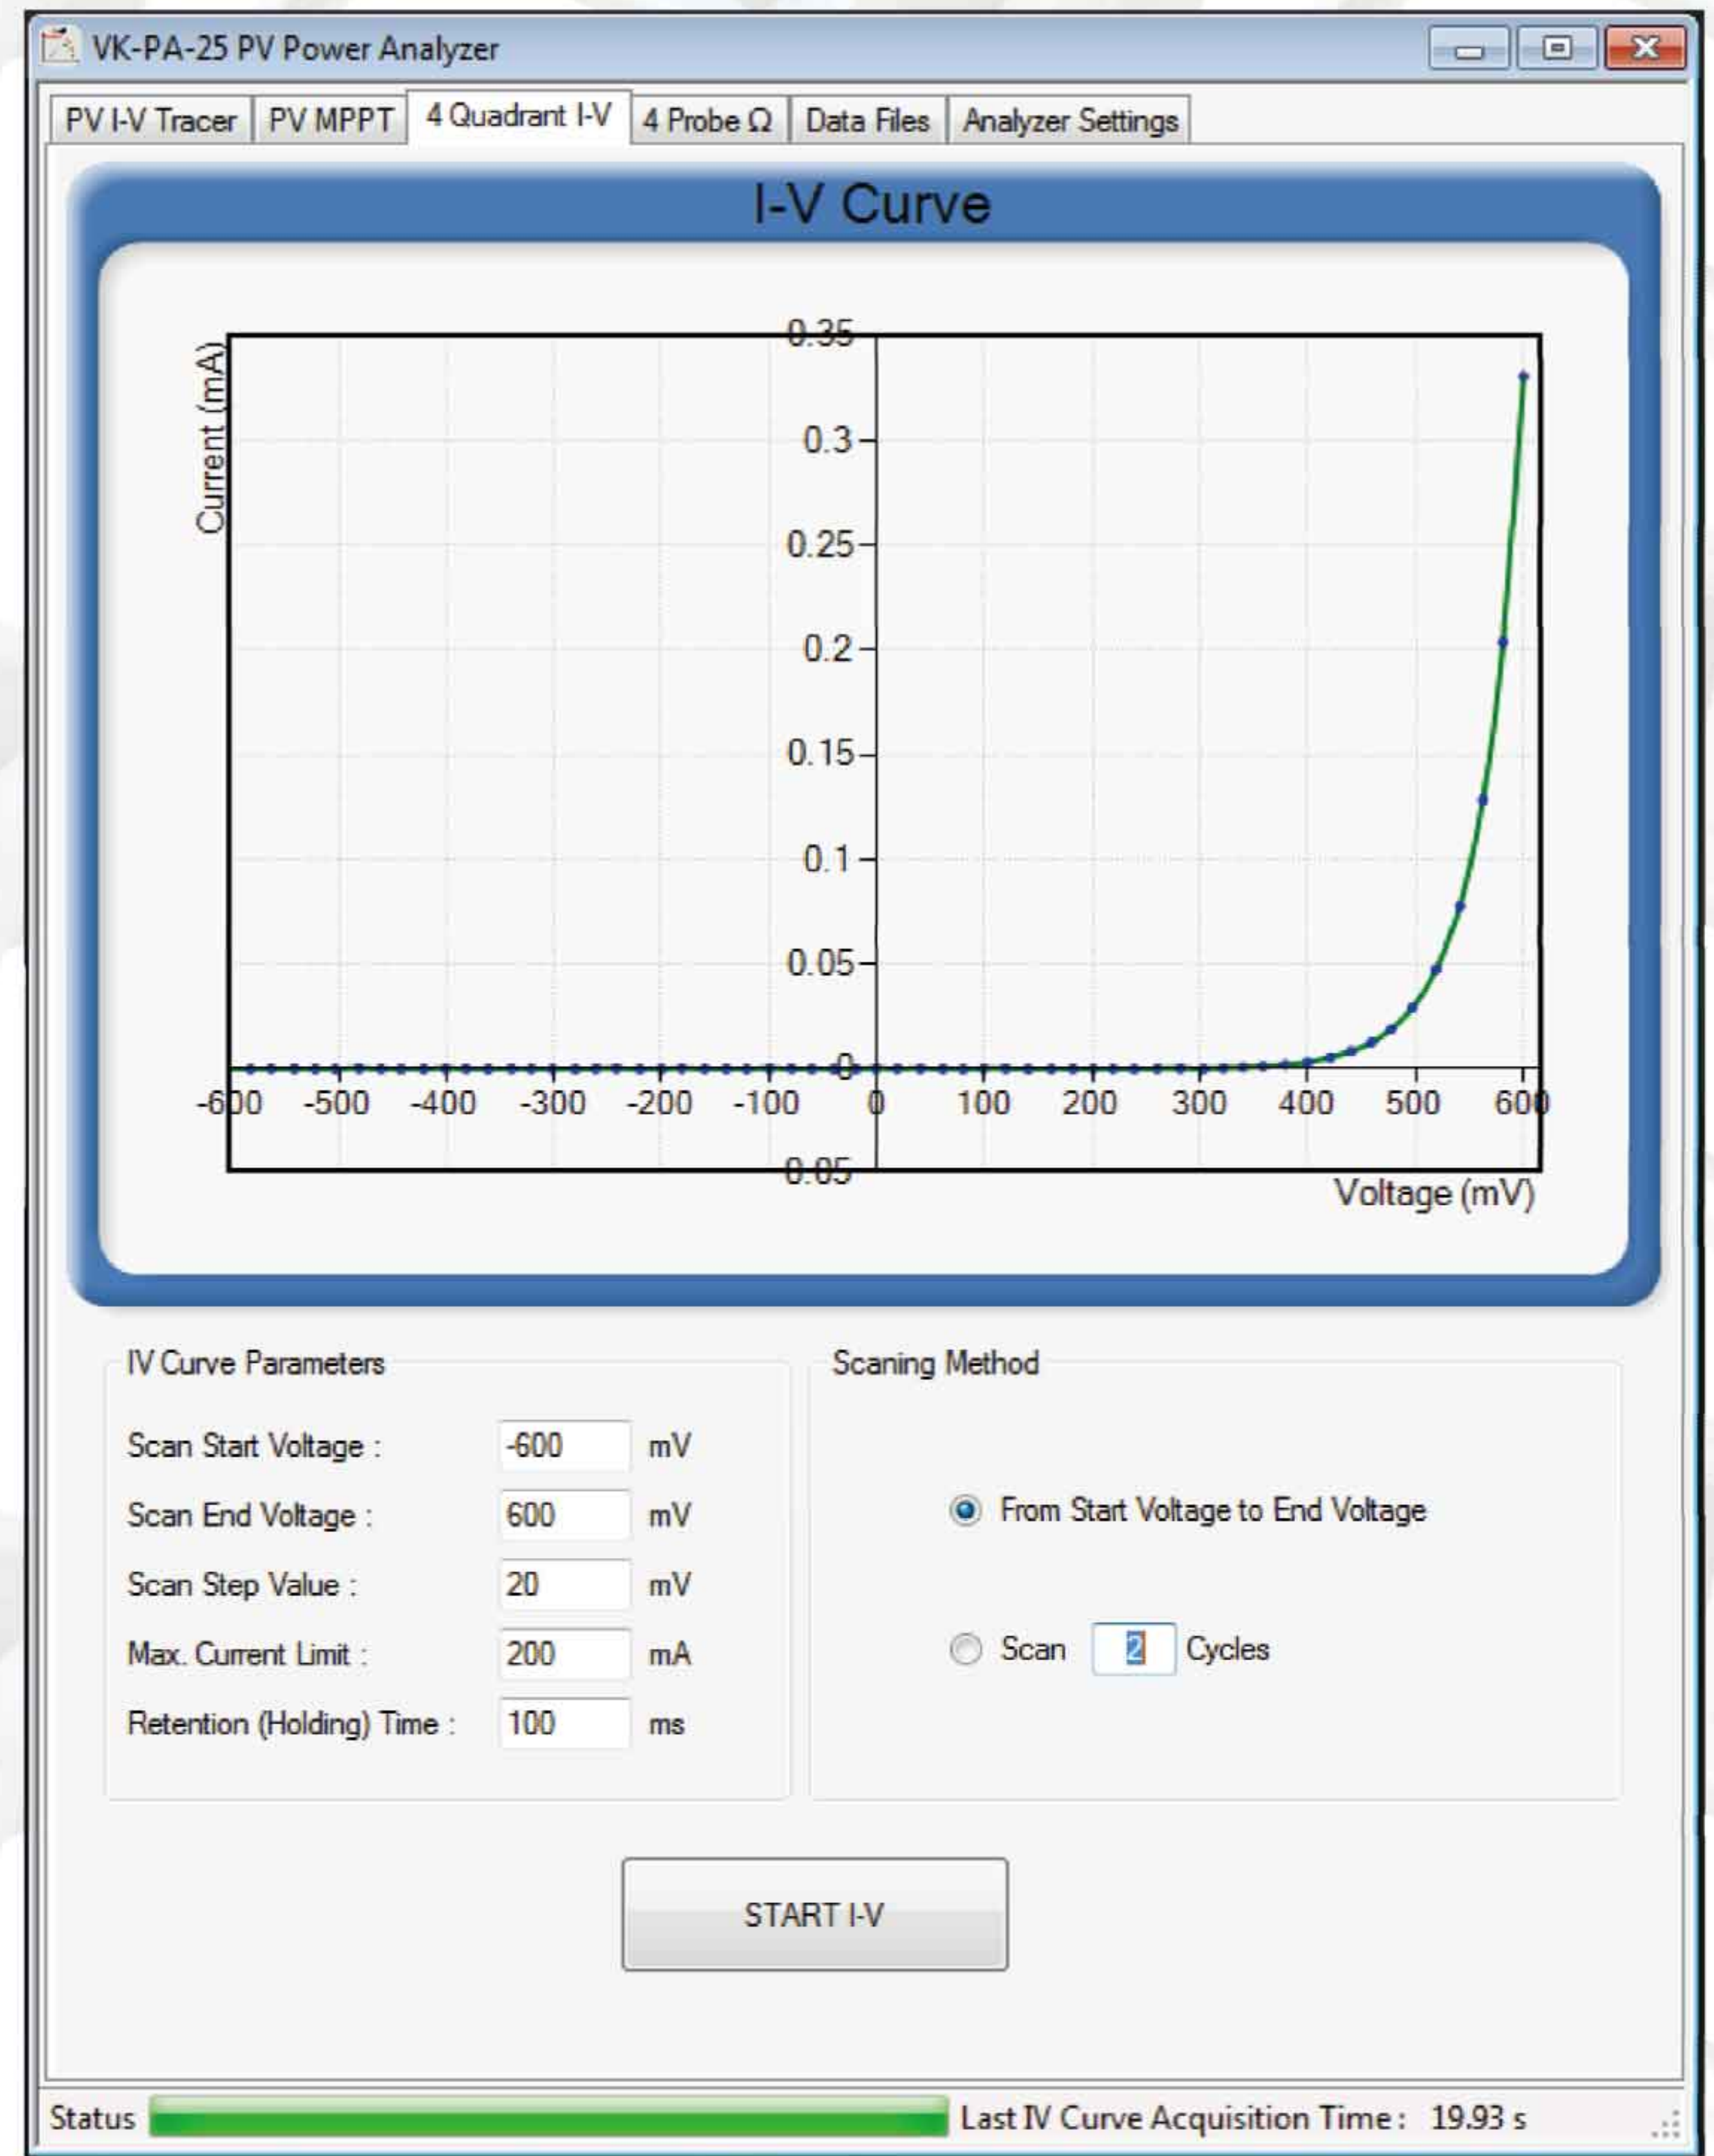 VK-PA-25 PV Power Analyzer
PV I-V Tracer PV MPPT 4 Quadrant I-V 4 Probe Ω Data Files Analyzer Settings
I-V Curve
Current (mA)
0.35
0.3
0.25
0.2
0.15
0.1
0.05
0
-600 -500 -400 -300 -200 -100 0 100 200 300 400 500 600
0.05
Voltage (mV)
IV Curve Parameters
Scan Start Voltage : -600 mV
Scan End Voltage : 600 mV
Scan Step Value : 20 mV
Max. Current Limit : 200 mA
Retention (Holding) Time : 100 ms
Scaning Method
From Start Voltage to End Voltage
Scan 2 Cycles
START I-V
Status Last IV Curve Acquisition Time : 19.93 s